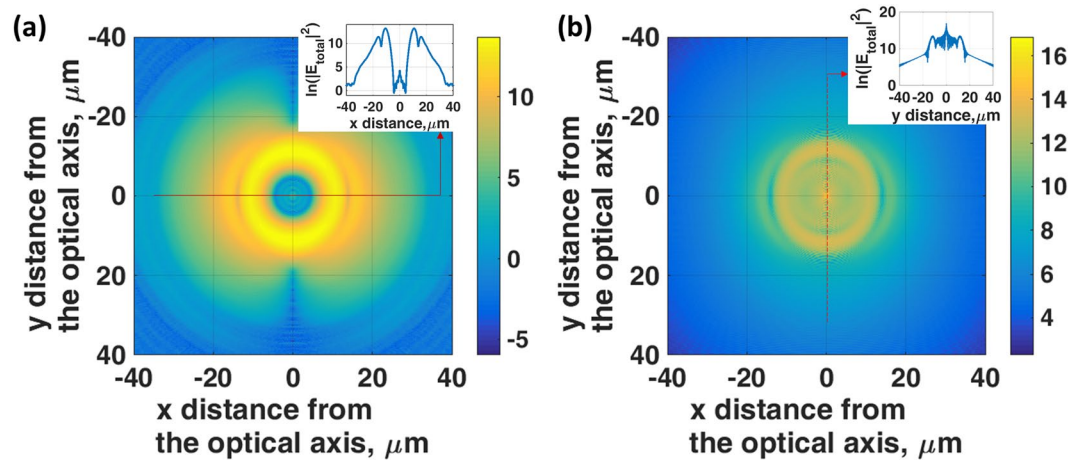 (a)
-40
-20
0
20
40
y distance from
the optical axis, μm
-40 -20 0 20 40
x distance from
the optical axis, μm
10
5
0
-5
ln(|E_total|²)
10
5
0
-40 -20 0 20 40
x distance,μm
(b)
-40
-20
0
20
40
y distance from
the optical axis, μm
-40 -20 0 20 40
x distance from
the optical axis, μm
16
14
12
10
8
6
4
ln(|E_total|²)
20
10
0
-40 -20 0 20 40
y distance,μm